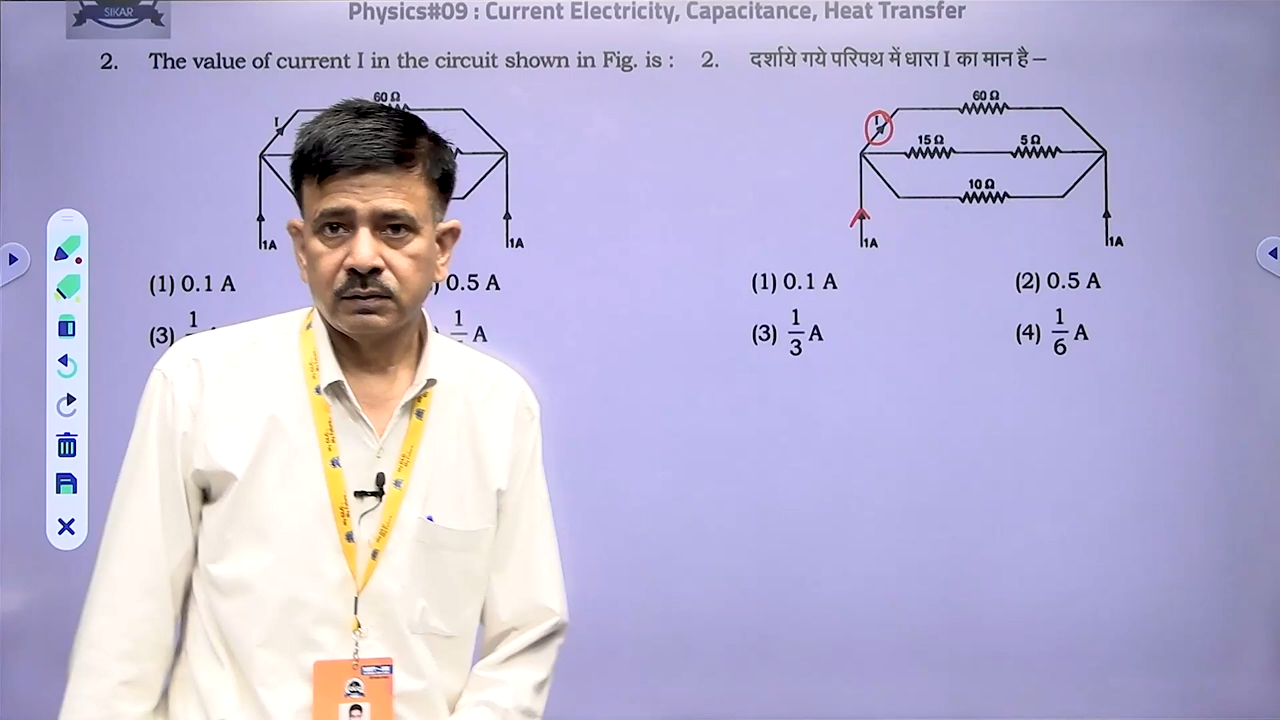 SIKAR
Physics#09 : Current Electricity, Capacitance, Heat Transfer
2. The value of current I in the circuit shown in Fig. is :
60 Ω
I
1A
1A
(1) 0.1 A
) 0.5 A
(3) 1
1 A
2. दर्शाये गये परिपथ में धारा I का मान है –
60 Ω
I
15 Ω 5 Ω
10 Ω
1A
1A
(1) 0.1 A (2) 0.5 A
(3) 1/3 A (4) 1/6 A